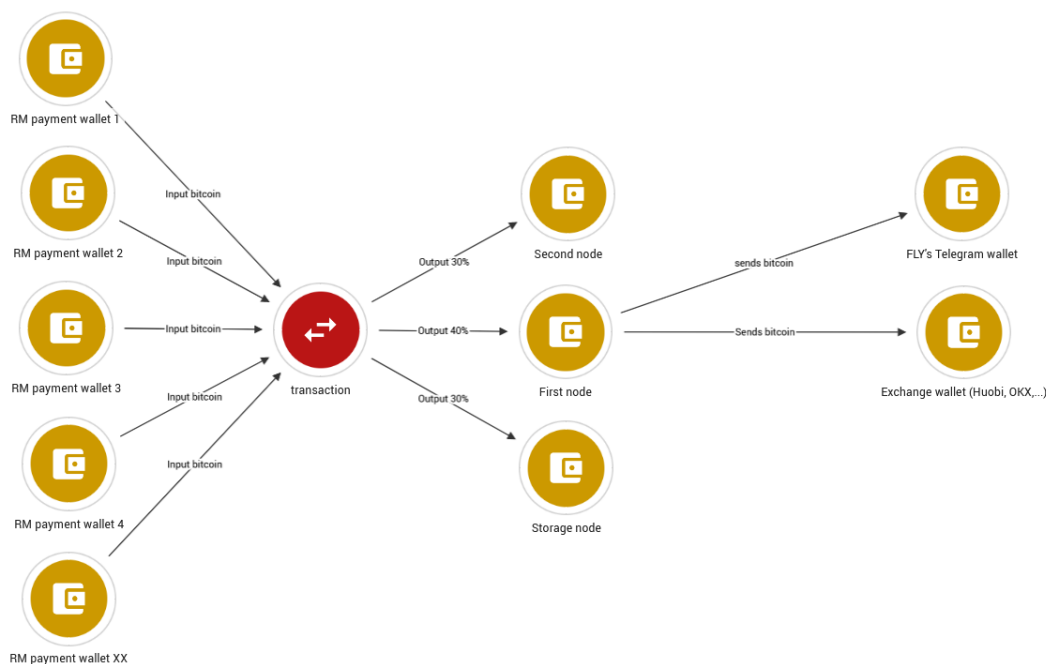 RM payment wallet 1
Input bitcoin
RM payment wallet 2
Input bitcoin
Second node
Output 30%
sends bitcoin
FLY's Telegram wallet
RM payment wallet 3
Input bitcoin
transaction
Output 40%
First node
Sends bitcoin
Exchange wallet (Huobi, OKX,...)
Input bitcoin
Output 30%
RM payment wallet 4
Input bitcoin
Storage node
RM payment wallet XX